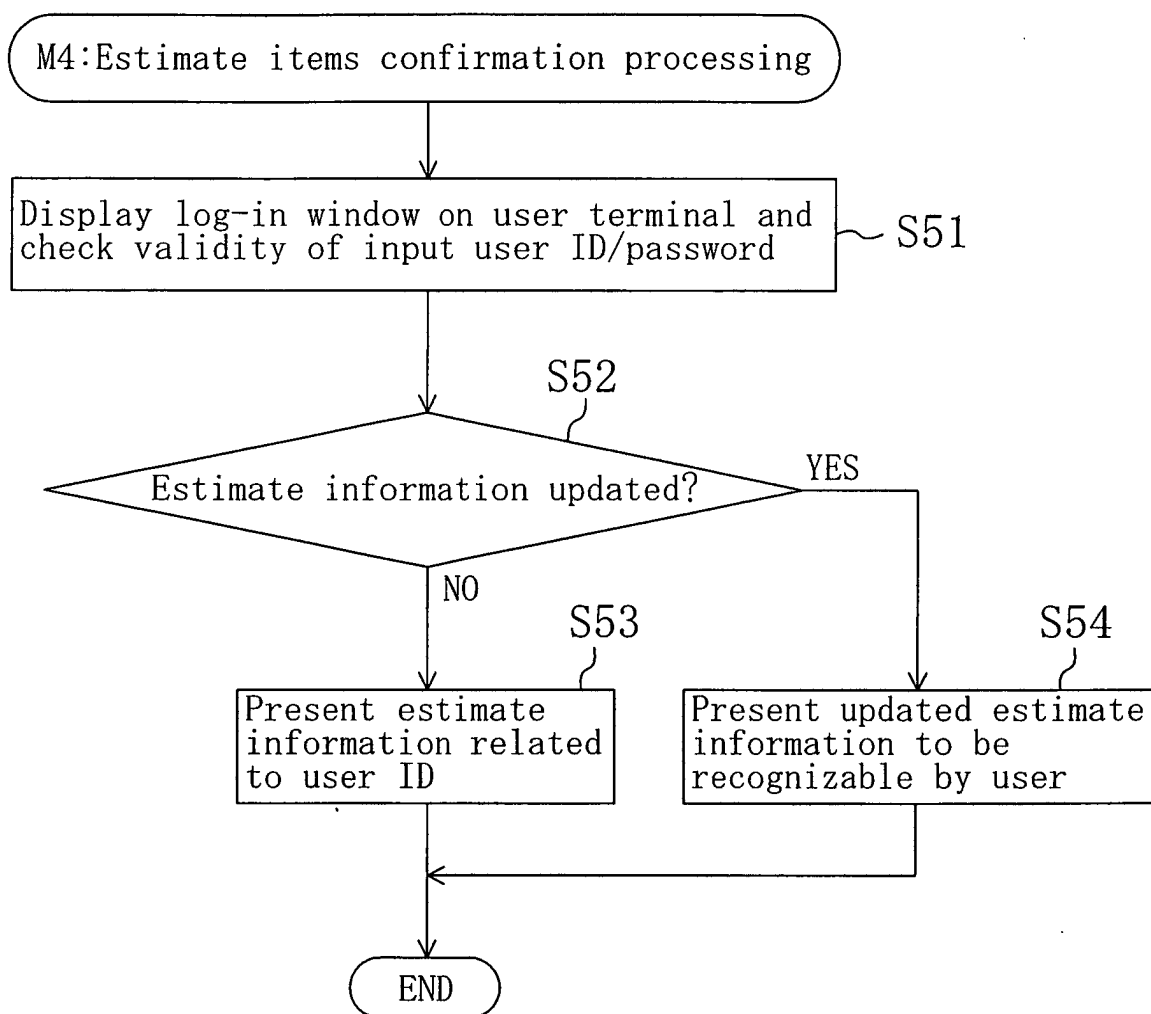 M4:Estimate items confirmation processing
Display log-in window on user terminal and
check validity of input user ID/password
S51
S52
Estimate information updated?
YES
NO
S53
S54
Present estimate
information related
to user ID
Present updated estimate
information to be
recognizable by user
END